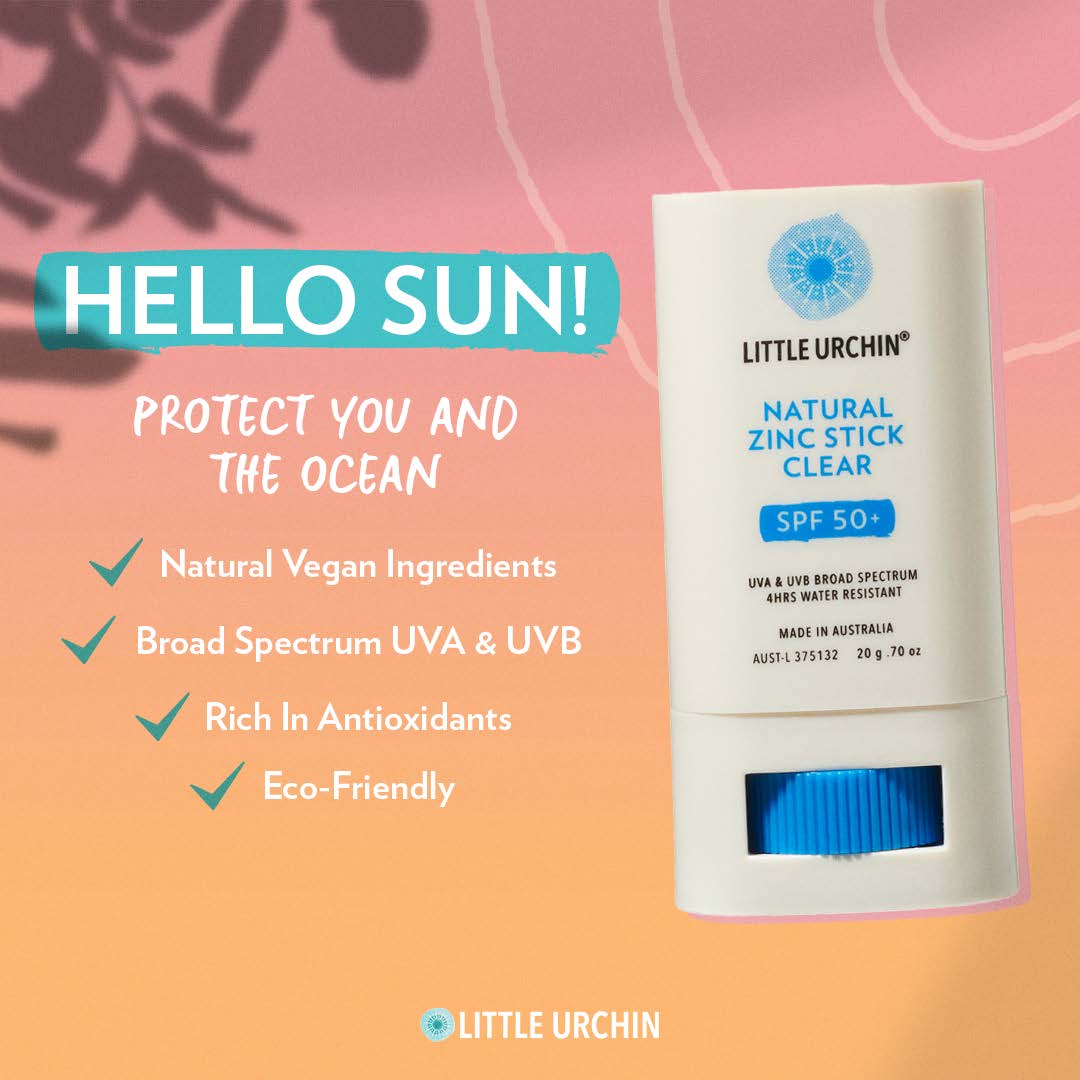 HELLO SUN!
PROTECT YOU AND
THE OCEAN
Natural Vegan Ingredients
Broad Spectrum UVA & UVB
Rich In Antioxidants
Eco-Friendly
LITTLE URCHIN®
NATURAL
ZINC STICK
CLEAR
SPF 50+
UVA & UVB BROAD SPECTRUM
4HRS WATER RESISTANT
MADE IN AUSTRALIA
AUST-L 375132 20 g .70 oz
LITTLE URCHIN